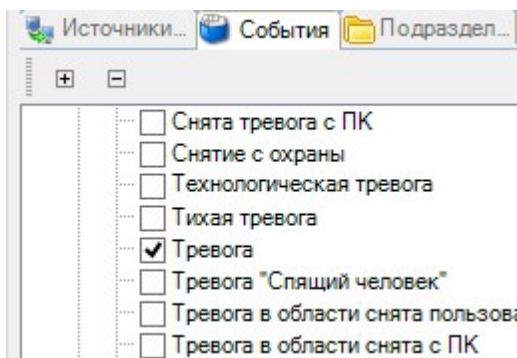 Источники... События Подраздел...
Снята тревога с ПК
Снятие с охраны
Технологическая тревога
Тихая тревога
Тревога
Тревога "Спящий человек"
Тревога в области снята пользова
Тревога в области снята с ПК